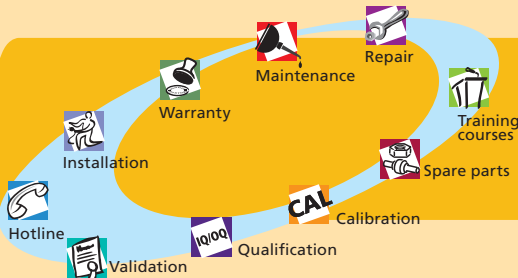 Repair
Maintenance
Warranty
Training
courses
Installation
Spare parts
CAL
Calibration
Hotline
IQ/OQ
Qualification
Validation